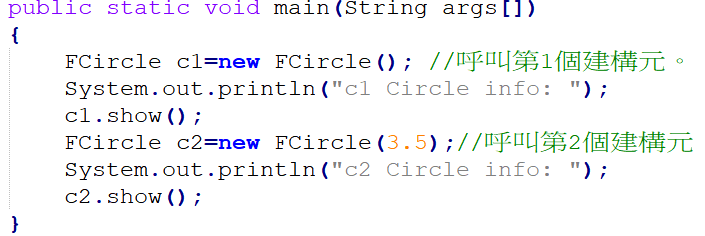 public static void main(String args[])
{
FCircle c1=new FCircle(); //呼叫第1個建構元。
System.out.println("c1 Circle info: ");
c1.show();
FCircle c2=new FCircle(3.5);//呼叫第2個建構元
System.out.println("c2 Circle info: ");
c2.show();
}